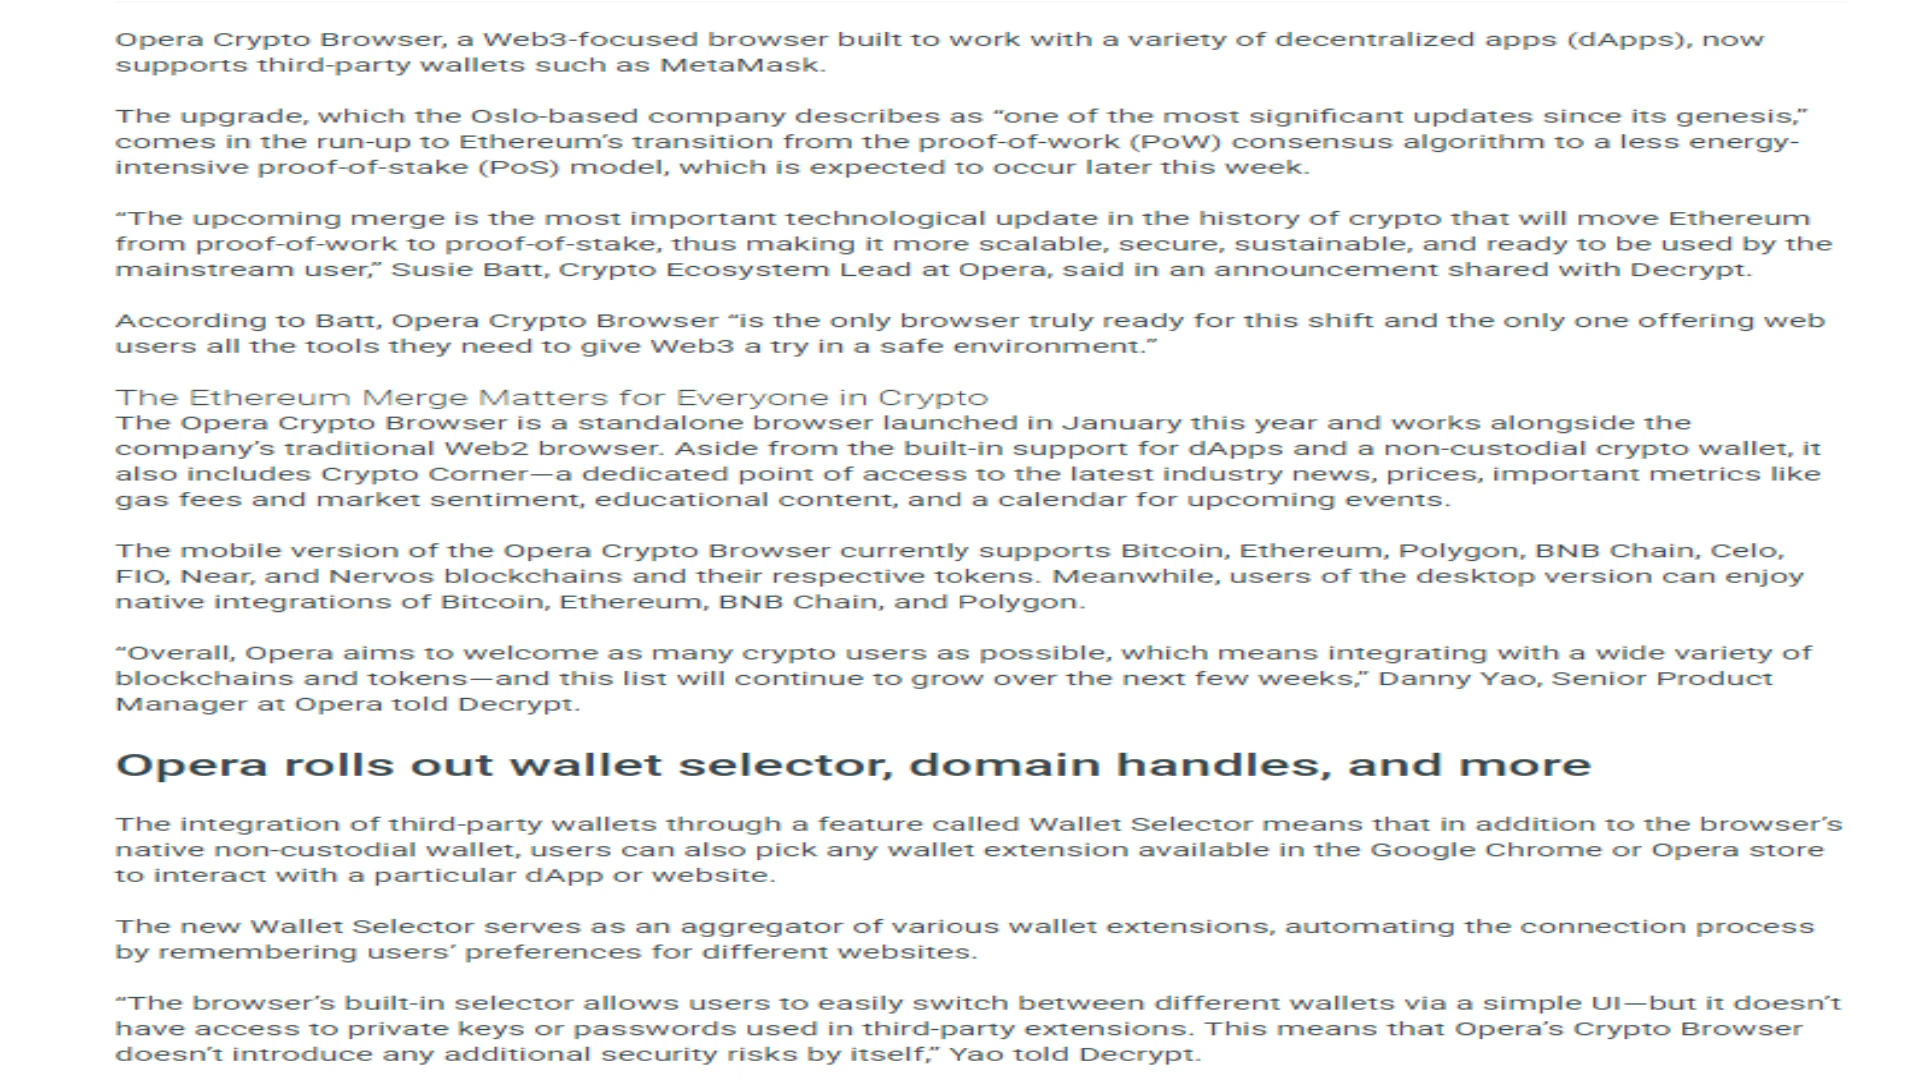 Opera Crypto Browser, a Web3-focused browser built to work with a variety of decentralized apps (dApps), now
supports third-party wallets such as MetaMask.
The upgrade, which the Oslo-based company describes as “one of the most significant updates since its genesis,”
comes in the run-up to Ethereum’s transition from the proof-of-work (PoW) consensus algorithm to a less energy-
intensive proof-of-stake (PoS) model, which is expected to occur later this week.
“The upcoming merge is the most important technological update in the history of crypto that will move Ethereum
from proof-of-work to proof-of-stake, thus making it more scalable, secure, sustainable, and ready to be used by the
mainstream user,” Susie Batt, Crypto Ecosystem Lead at Opera, said in an announcement shared with Decrypt.
According to Batt, Opera Crypto Browser “is the only browser truly ready for this shift and the only one offering web
users all the tools they need to give Web3 a try in a safe environment.”
The Ethereum Merge Matters for Everyone in Crypto
The Opera Crypto Browser is a standalone browser launched in January this year and works alongside the
company’s traditional Web2 browser. Aside from the built-in support for dApps and a non-custodial crypto wallet, it
also includes Crypto Corner—a dedicated point of access to the latest industry news, prices, important metrics like
gas fees and market sentiment, educational content, and a calendar for upcoming events.
The mobile version of the Opera Crypto Browser currently supports Bitcoin, Ethereum, Polygon, BNB Chain, Celo,
FIO, Near, and Nervos blockchains and their respective tokens. Meanwhile, users of the desktop version can enjoy
native integrations of Bitcoin, Ethereum, BNB Chain, and Polygon.
“Overall, Opera aims to welcome as many crypto users as possible, which means integrating with a wide variety of
blockchains and tokens—and this list will continue to grow over the next few weeks,” Danny Yao, Senior Product
Manager at Opera told Decrypt.
Opera rolls out wallet selector, domain handles, and more
The integration of third-party wallets through a feature called Wallet Selector means that in addition to the browser’s
native non-custodial wallet, users can also pick any wallet extension available in the Google Chrome or Opera store
to interact with a particular dApp or website.
The new Wallet Selector serves as an aggregator of various wallet extensions, automating the connection process
by remembering users’ preferences for different websites.
“The browser’s built-in selector allows users to easily switch between different wallets via a simple UI—but it doesn’t
have access to private keys or passwords used in third-party extensions. This means that Opera’s Crypto Browser
doesn’t introduce any additional security risks by itself,” Yao told Decrypt.